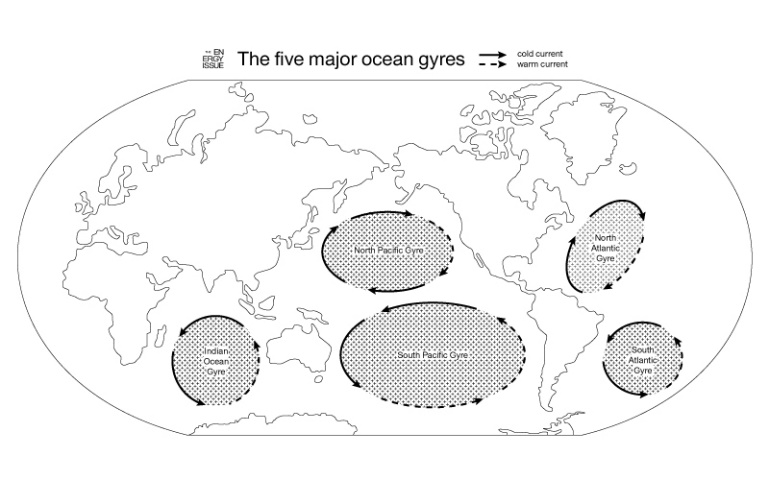 EN
ERGY
ISSUE
The five major ocean gyres
cold current
warm current
North Pacific Gyre
North
Atlantic
Gyre
Indian
Ocean
Gyre
South Pacific Gyre
South
Atlantic
Gyre